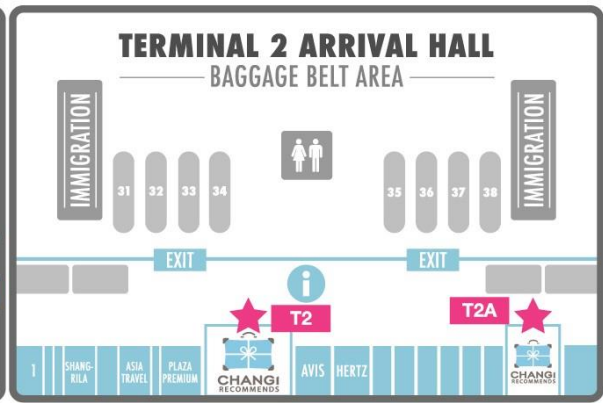 TERMINAL 2 ARRIVAL HALL
BAGGAGE BELT AREA
IMMIGRATION
IMMIGRATION
31 32 33 34
35 36 37 38
EXIT
EXIT
i
T2
T2A
1
SHANG-
RILA
ASIA
TRAVEL
PLAZA
PREMIUM
CHANGI
RECOMMENDS
AVIS
HERTZ
CHANGI
RECOMMENDS